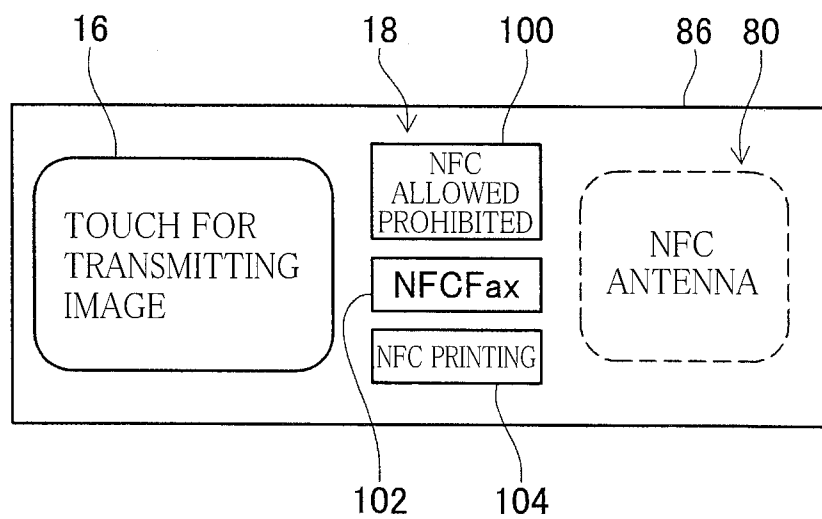 16
18
100
86
80
TOUCH FOR
TRANSMITTING
IMAGE
NFC
ALLOWED
PROHIBITED
NFCFax
NFC PRINTING
NFC
ANTENNA
102
104